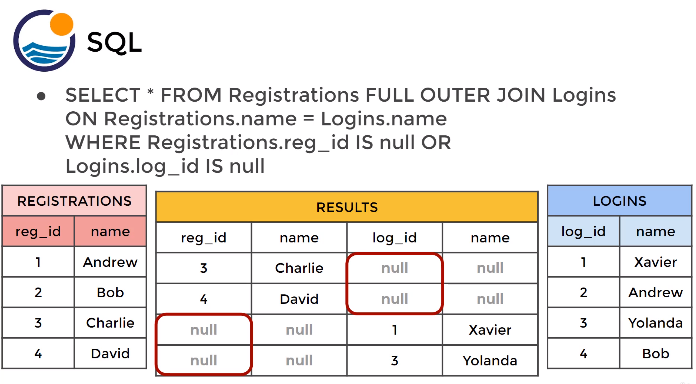 SQL
● SELECT * FROM Registrations FULL OUTER JOIN Logins
ON Registrations.name = Logins.name
WHERE Registrations.reg_id IS null OR
Logins.log_id IS null
REGISTRATIONS
reg_id name
1 Andrew
2 Bob
3 Charlie
4 David
RESULTS
reg_id name log_id name
3 Charlie null null
4 David null null
null null 1 Xavier
null null 3 Yolanda
LOGINS
log_id name
1 Xavier
2 Andrew
3 Yolanda
4 Bob